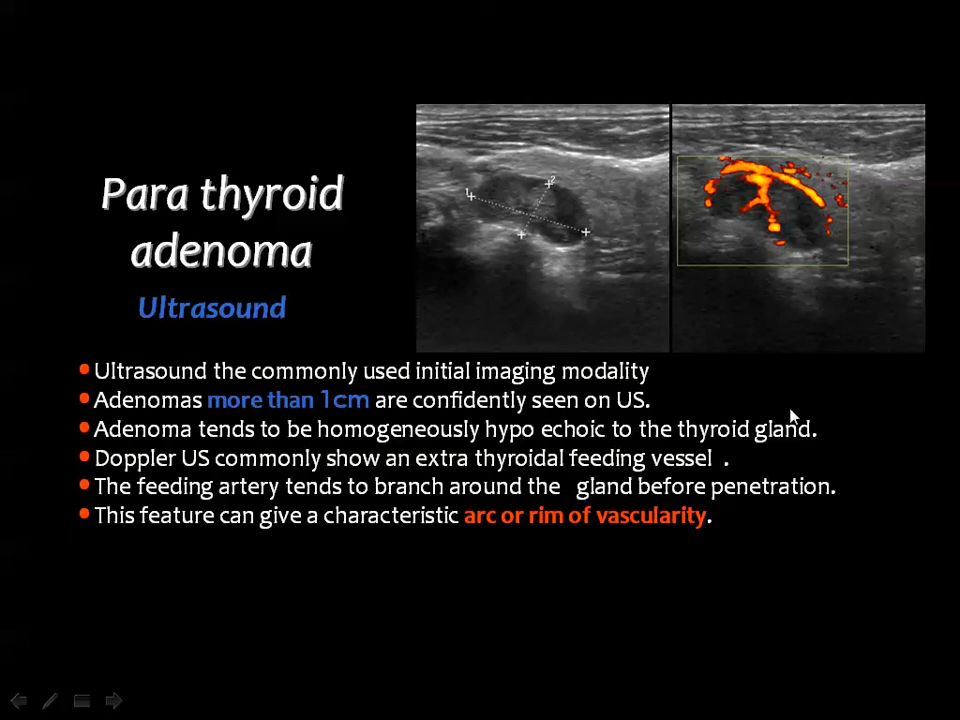 Para thyroid
adenoma
Ultrasound
1
2
Ultrasound the commonly used initial imaging modality
Adenomas more than 1cm are confidently seen on US.
Adenoma tends to be homogeneously hypo echoic to the thyroid gland.
Doppler US commonly show an extra thyroidal feeding vessel .
The feeding artery tends to branch around the gland before penetration.
This feature can give a characteristic arc or rim of vascularity.